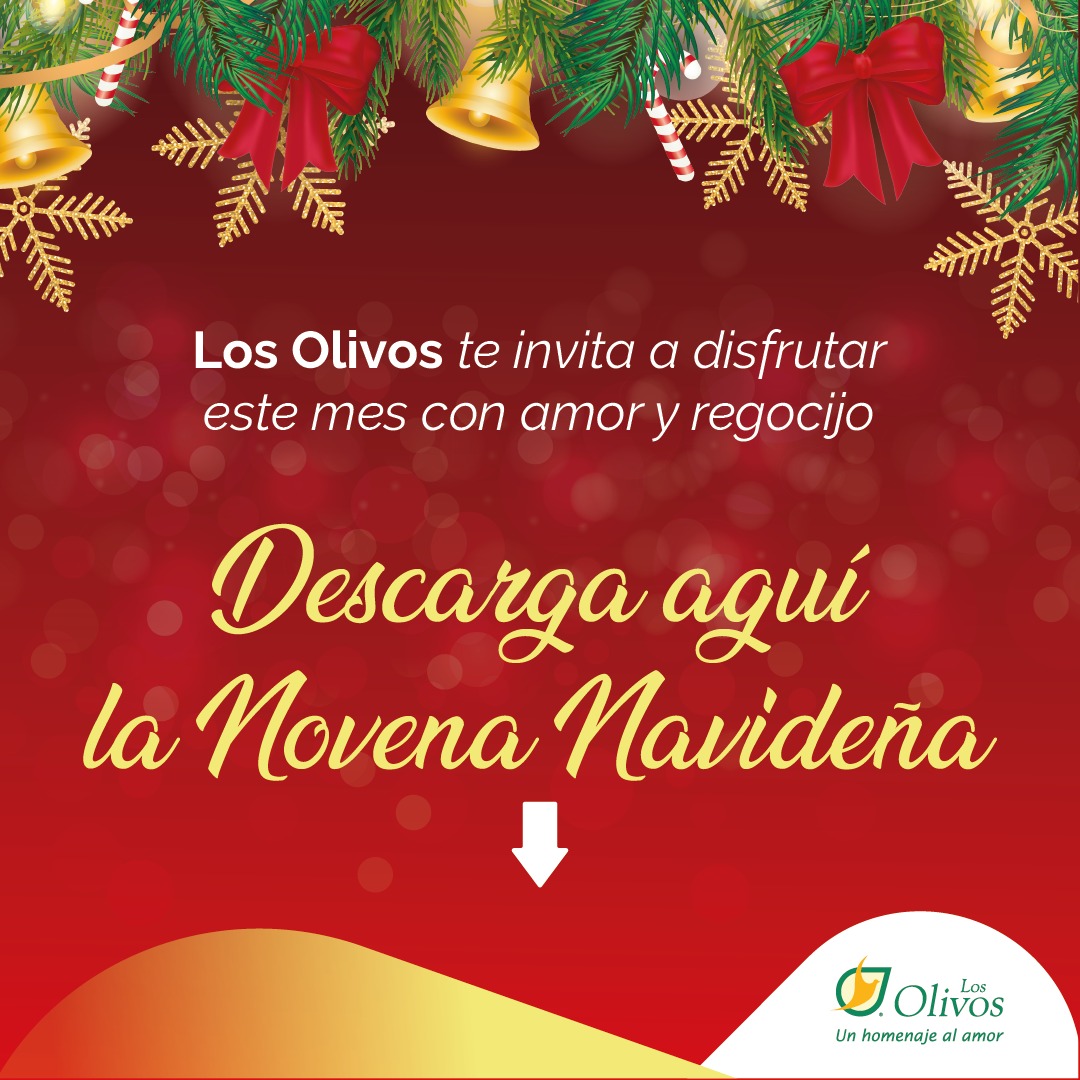 Los Olivos te invita a disfrutar
este mes con amor y regocijo
Descarga aquí
la Novena Navideña
Los
Olivos
Un homenaje al amor